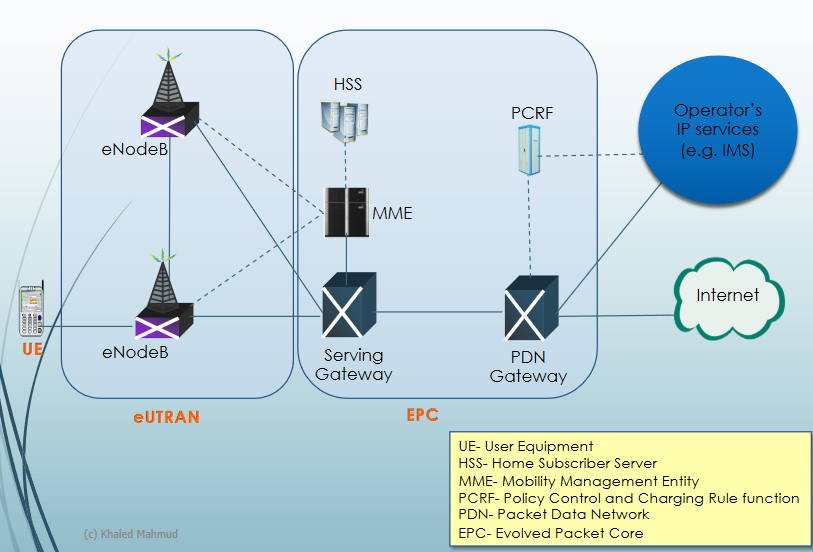 HSS
PCRF
Operator's
IP services
(e.g. IMS)
eNodeB
MME
Internet
UE
eNodeB
Serving
Gateway
PDN
Gateway
eUTRAN
EPC
UE- User Equipment
HSS- Home Subscriber Server
MME- Mobility Management Entity
PCRF- Policy Control and Charging Rule function
PDN- Packet Data Network
EPC- Evolved Packet Core
(c) Khaled Mahmud